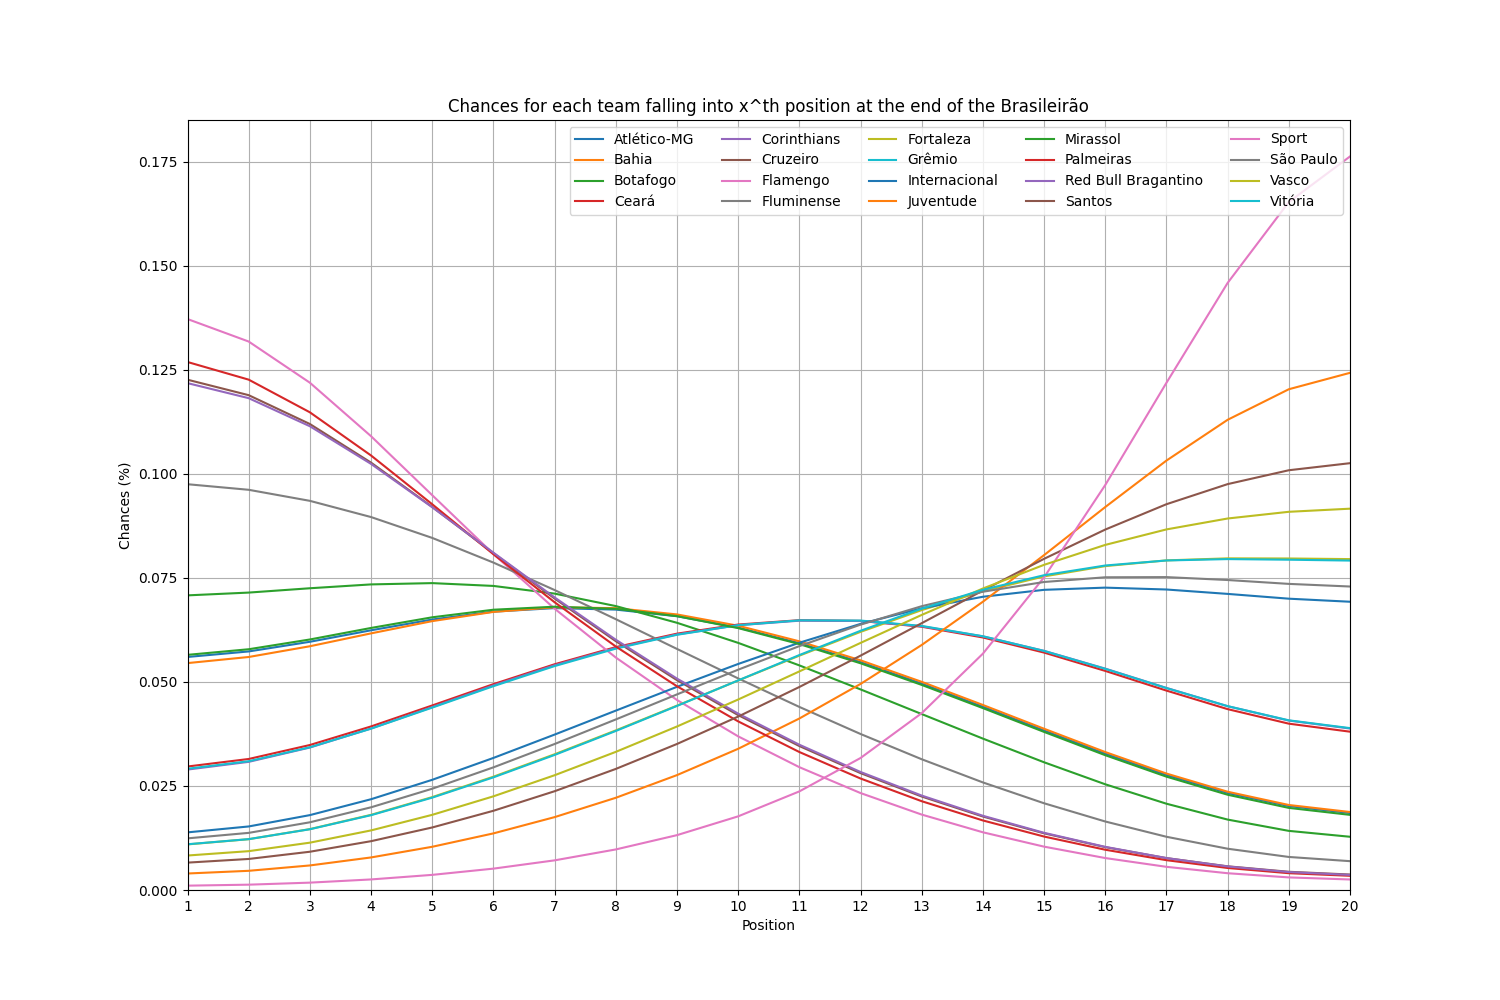 Chances for each team falling into x^th position at the end of the Brasileirão
Atlético-MG
Bahia
Botafogo
Ceará
Corinthians
Cruzeiro
Flamengo
Fluminense
Fortaleza
Grêmio
Internacional
Juventude
Mirassol
Palmeiras
Red Bull Bragantino
Santos
Sport
São Paulo
Vasco
Vitória
Chances (%)
0.175
0.150
0.125
0.100
0.075
0.050
0.025
0.000
1 2 3 4 5 6 7 8 9 10 11 12 13 14 15 16 17 18 19 20
Position